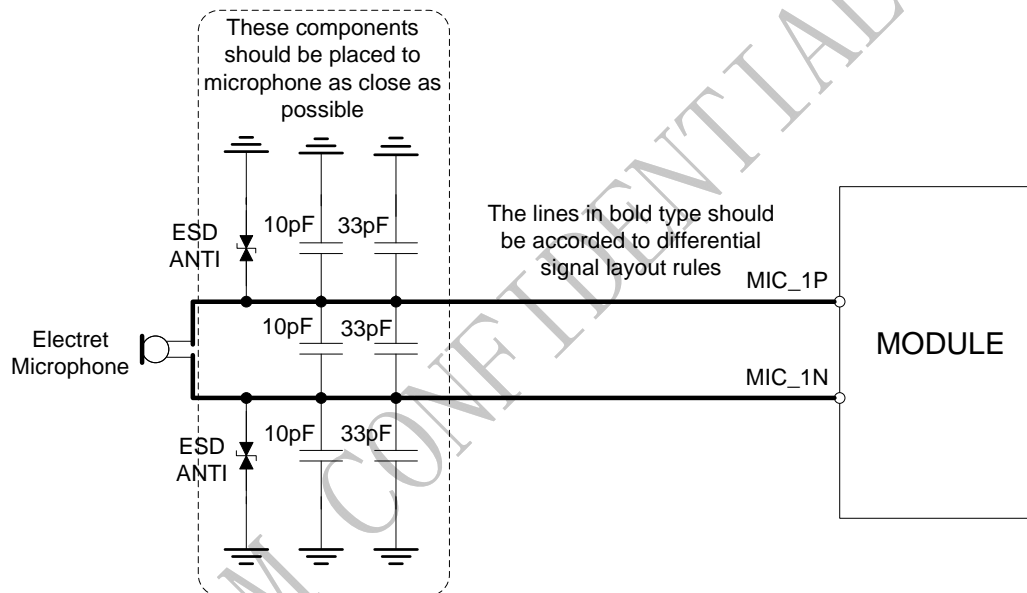 These components
should be placed to
microphone as close as
possible
10pF
33pF
ESD
ANTI
The lines in bold type should
be accorded to differential
signal layout rules
MIC_1P
10pF
33pF
Electret
Microphone
MODULE
MIC_1N
10pF
33pF
ESD
ANTI
M CONFIDENTIAL